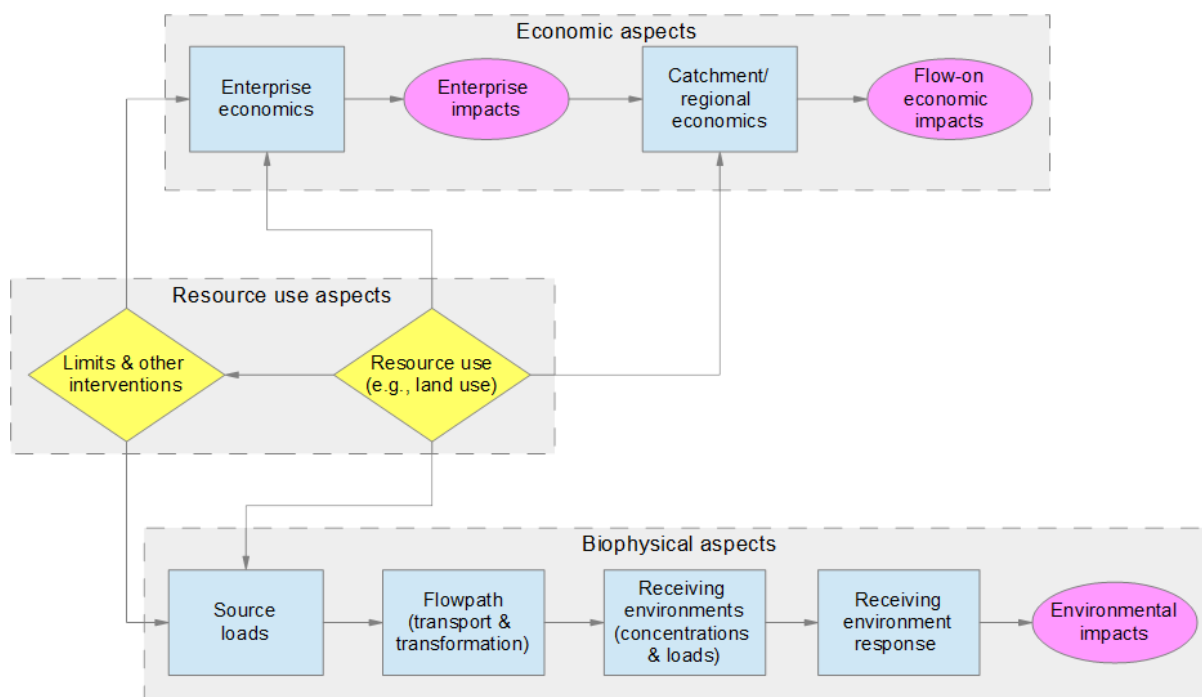 Economic aspects
Enterprise
economics
Enterprise
impacts
Catchment/
regional
economics
Flow-on
economic
impacts
Resource use aspects
Limits & other
interventions
Resource use
(e.g., land use)
Biophysical aspects
Source
loads
Flowpath
(transport &
transformation)
Receiving
environments
(concentrations
& loads)
Receiving
environment
response
Environmental
impacts